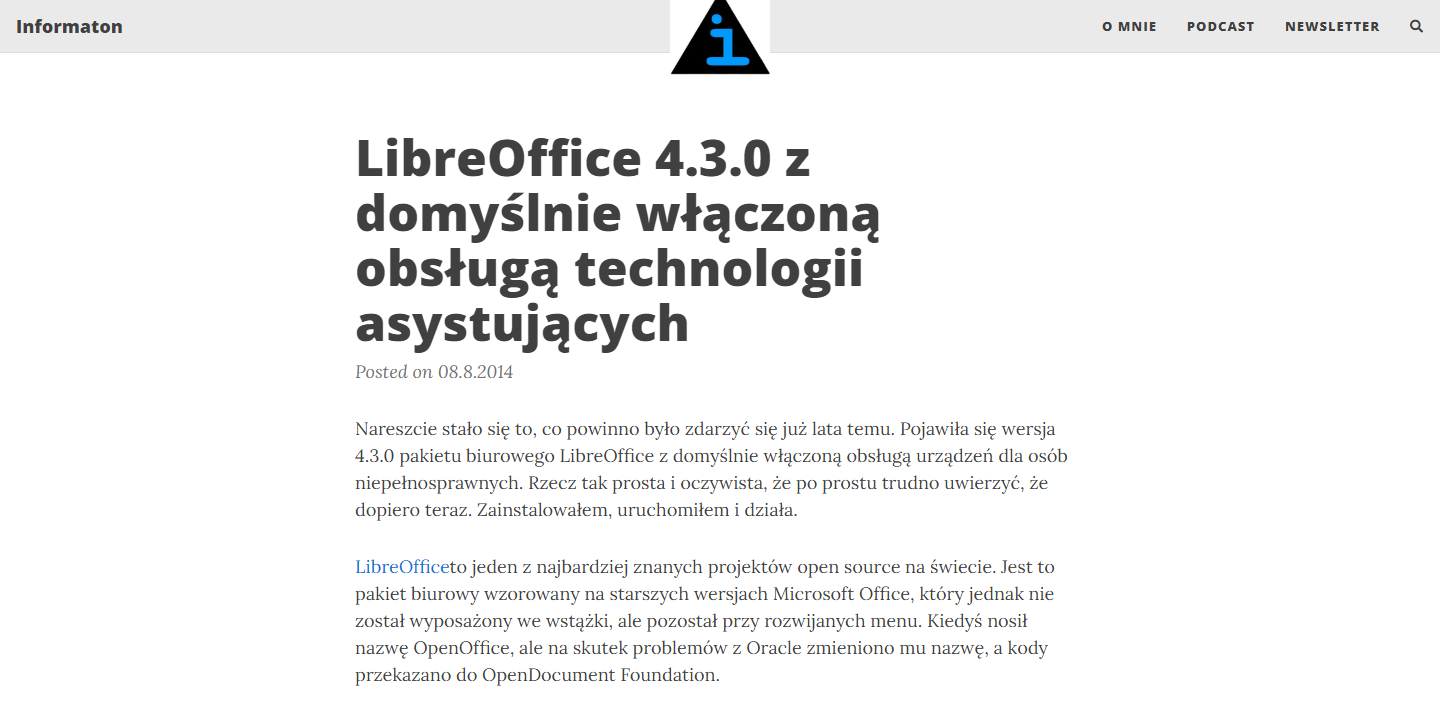 Informaton
i
O MNIE
PODCAST
NEWSLETTER
LibreOffice 4.3.0 z
domyślnie włączoną
obsługą technologii
asystujących
Posted on 08.8.2014
Nareszcie stało się to, co powinno było zdarzyć się już lata temu. Pojawiła się wersja
4.3.0 pakietu biurowego LibreOffice z domyślnie włączoną obsługą urządzeń dla osób
niepełnosprawnych. Rzecz tak prosta i oczywista, że po prostu trudno uwierzyć, że
dopiero teraz. Zainstalowałem, uruchomiłem i działa.
LibreOfficeto jeden z najbardziej znanych projektów open source na świecie. Jest to
pakiet biurowy wzorowany na starszych wersjach Microsoft Office, który jednak nie
został wyposażony we wstążki, ale pozostał przy rozwijanych menu. Kiedyś nosił
nazwę OpenOffice, ale na skutek problemów z Oracle zmieniono mu nazwę, a kody
przekazano do OpenDocument Foundation.